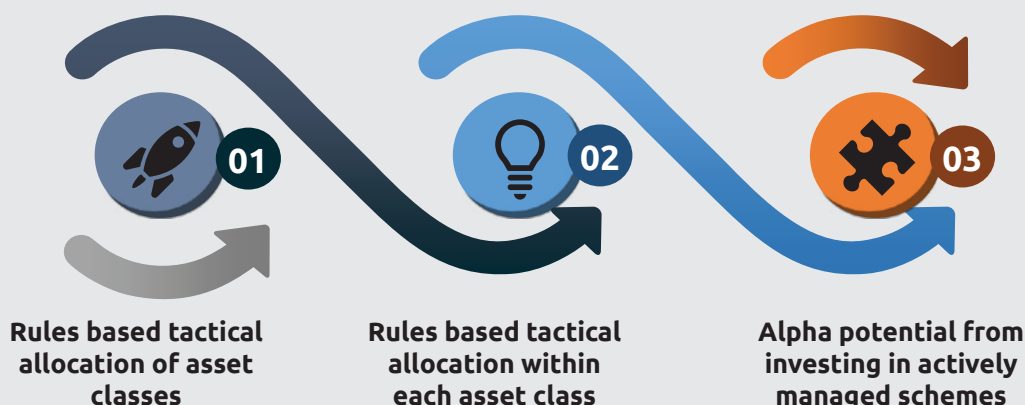 01
02
03
Rules based tactical
allocation of asset
classes
Rules based tactical
allocation within
each asset class
Alpha potential from
investing in actively
managed schemes